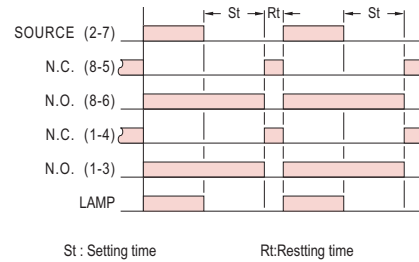 St Rt St
SOURCE (2-7)
N.C. (8-5)
N.O. (8-6)
N.C. (1-4)
N.O. (1-3)
LAMP
St : Setting time Rt:Restting time